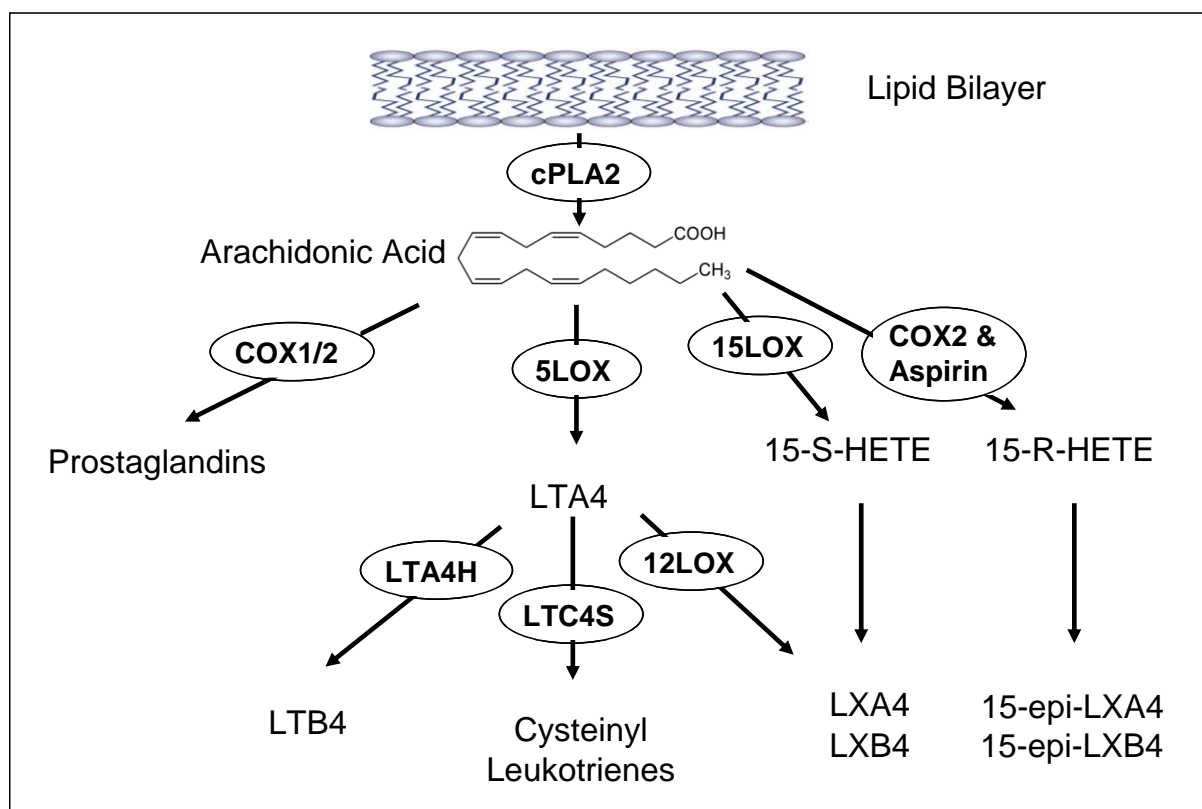 Lipid Bilayer
cPLA2
Arachidonic Acid
COOH
CH3
COX1/2
5LOX
15LOX
COX2 &
Aspirin
Prostaglandins
15-S-HETE
15-R-HETE
LTA4
LTA4H
12LOX
LTC4S
LTB4
Cysteinyl
Leukotrienes
LXA4
LXB4
15-epi-LXA4
15-epi-LXB4